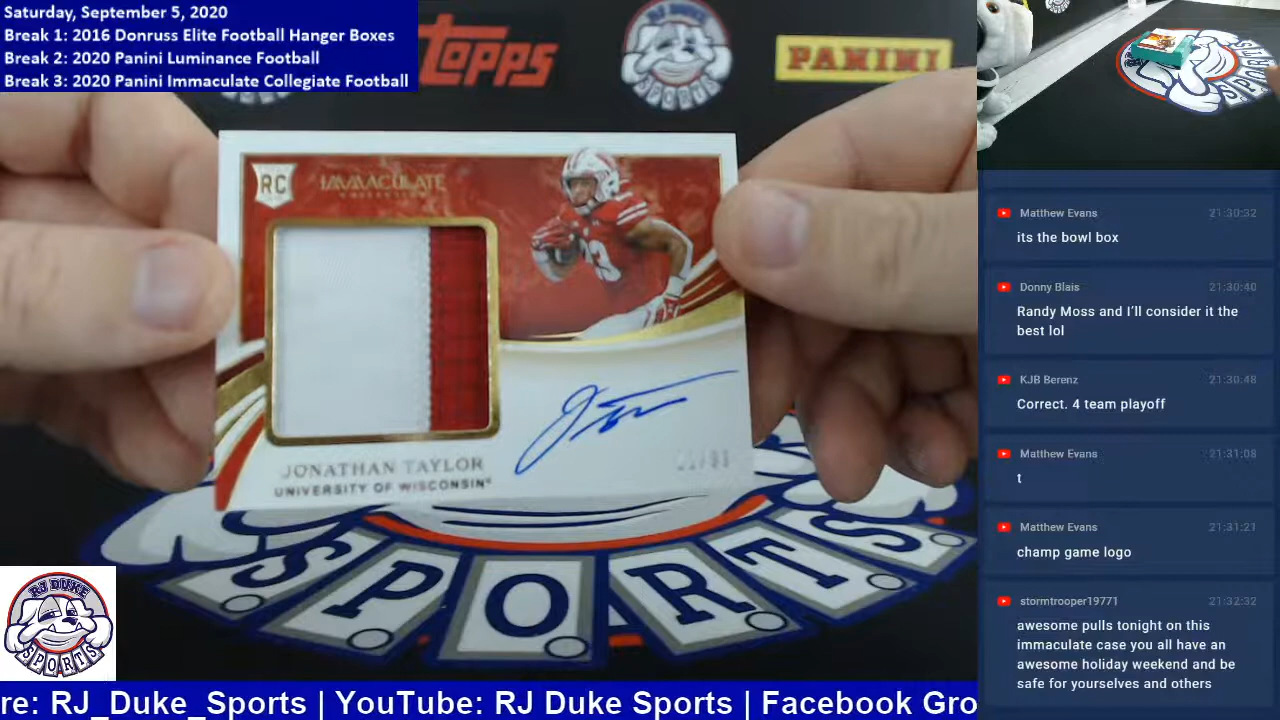 Saturday, September 5, 2020
Break 1: 2016 Donruss Elite Football Hanger Boxes
Break 2: 2020 Panini Luminance Football
Break 3: 2020 Panini Immaculate Collegiate Football
TOPPS
RJ DUKE
SPORTS
PANINI
RC
IMMACULATE
COLLECTION
33
JONATHAN TAYLOR
UNIVERSITY OF WISCONSIN
SPORTS
RJ DUKE
SPORTS
Matthew Evans 21:30:32
its the bowl box
Donny Blais 21:30:40
Randy Moss and I'll consider it the
best lol
KJB Berenz 21:30:48
Correct. 4 team playoff
Matthew Evans 21:31:08
t
Matthew Evans 21:31:21
champ game logo
stormtrooper19771 21:32:32
awesome pulls tonight on this
immaculate case you all have an
awesome holiday weekend and be
safe for yourselves and others
re: RJ_Duke_Sports | YouTube: RJ Duke Sports | Facebook Gro